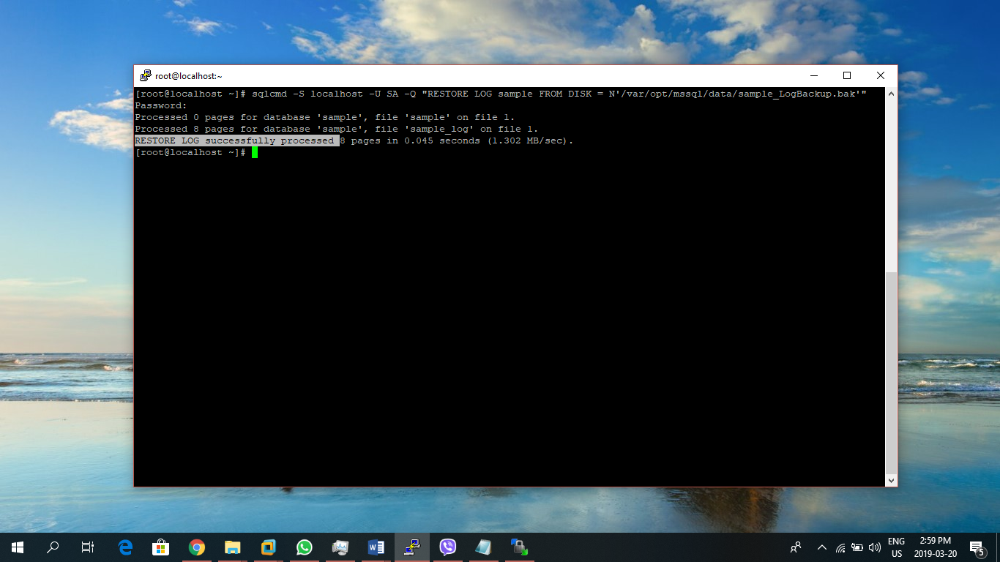 root@localhost:~
[root@localhost ~]# sqlcmd -S localhost -U SA -Q "RESTORE LOG sample FROM DISK = N'/var/opt/mssql/data/sample_LogBackup.bak'"
Password:
Processed 0 pages for database 'sample', file 'sample' on file 1.
Processed 8 pages for database 'sample', file 'sample_log' on file 1.
RESTORE LOG successfully processed 8 pages in 0.045 seconds (1.302 MB/sec).
[root@localhost ~]#
ENG
US
2:59 PM
2019-03-20
5